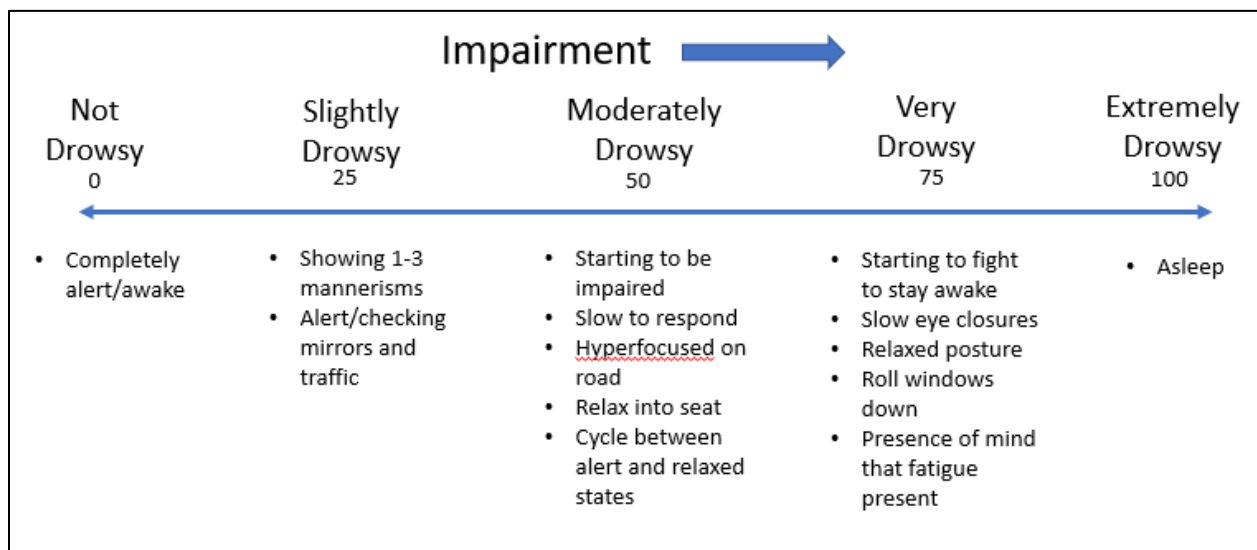 Impairment
Not
Drowsy
0
Slightly
Drowsy
25
Moderately
Drowsy
50
Very
Drowsy
75
Extremely
Drowsy
100
• Completely
alert/awake
• Showing 1-3
mannerisms
• Alert/checking
mirrors and
traffic
• Starting to be
impaired
• Slow to respond
• Hyperfocused on
road
• Relax into seat
• Cycle between
alert and relaxed
states
• Starting to fight
to stay awake
• Slow eye closures
• Relaxed posture
• Roll windows
down
• Presence of mind
that fatigue
present
• Asleep